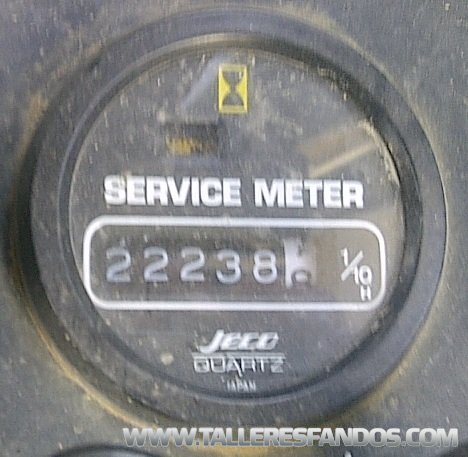 SERVICE METER
22238
1/10
H
Jeco
QUARTZ
JAPAN
WWW.TALLERESFANDOS.COM